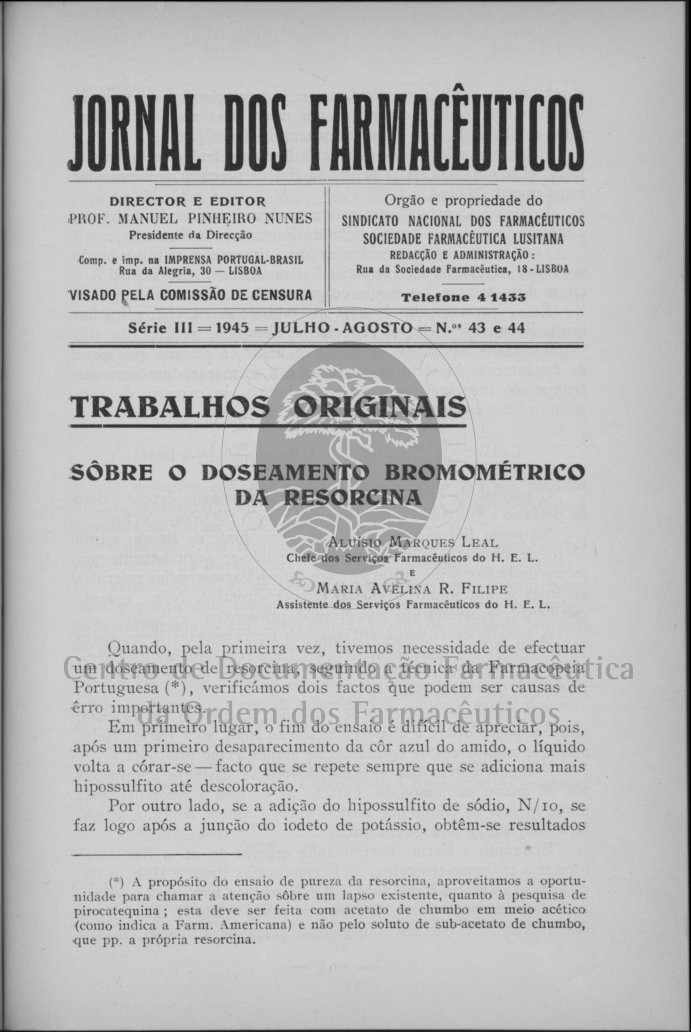 JORNAL DOS FARMACÊUTICOS
DIRECTOR E EDITOR
PROF. MANUEL PINHEIRO NUNES
Presidente da Direcção
Comp. e imp. na IMPRENSA PORTUGAL-BRASIL
Rua da Alegria, 30 — LISBOA
VISADO PELA COMISSÃO DE CENSURA
Orgão e propriedade do
SINDICATO NACIONAL DOS FARMACÊUTICOS
SOCIEDADE FARMACÊUTICA LUSITANA
REDACÇÃO E ADMINISTRAÇÃO:
Rua da Sociedade Farmacêutica, 18-LISBOA
Telefone 4 1433
Série III = 1945 = JULHO - AGOSTO = N.os 43 e 44
TRABALHOS ORIGINAIS
SÔBRE O DOSEAMENTO BROMOMÉTRICO
DA RESORCINA
ALUÍSIO MARQUES LEAL
Chefe dos Serviços Farmacêuticos do H. E. L.
E
MARIA AVELINA R. FILIPE
Assistente dos Serviços Farmacêuticos do H. E. L.
Quando, pela primeira vez, tivemos necessidade de efectuar
um doseamento de resorcina, seguindo a técnica da Farmacopeia
Centro de Documentação Farmacêutica
Portuguesa (*), verificámos dois factos que podem ser causas de
êrro importantes.
da Ordem dos Farmacêuticos
Em primeiro lugar, o fim do ensaio é difícil de apreciar, pois,
após um primeiro desaparecimento da côr azul do amido, o líquido
volta a córar-se — facto que se repete sempre que se adiciona mais
hipossulfito até descoloração.
Por outro lado, se a adição do hipossulfito de sódio, N/10, se
faz logo após a junção do iodeto de potássio, obtêm-se resultados
(*) A propósito do ensaio de pureza da resorcina, aproveitamos a oportu-
nidade para chamar a atenção sôbre um lapso existente, quanto à pesquisa de
pirocatequina ; esta deve ser feita com acetato de chumbo em meio acético
(como indica a Farm. Americana) e não pelo soluto de sub-acetato de chumbo,
que pp. a própria resorcina.